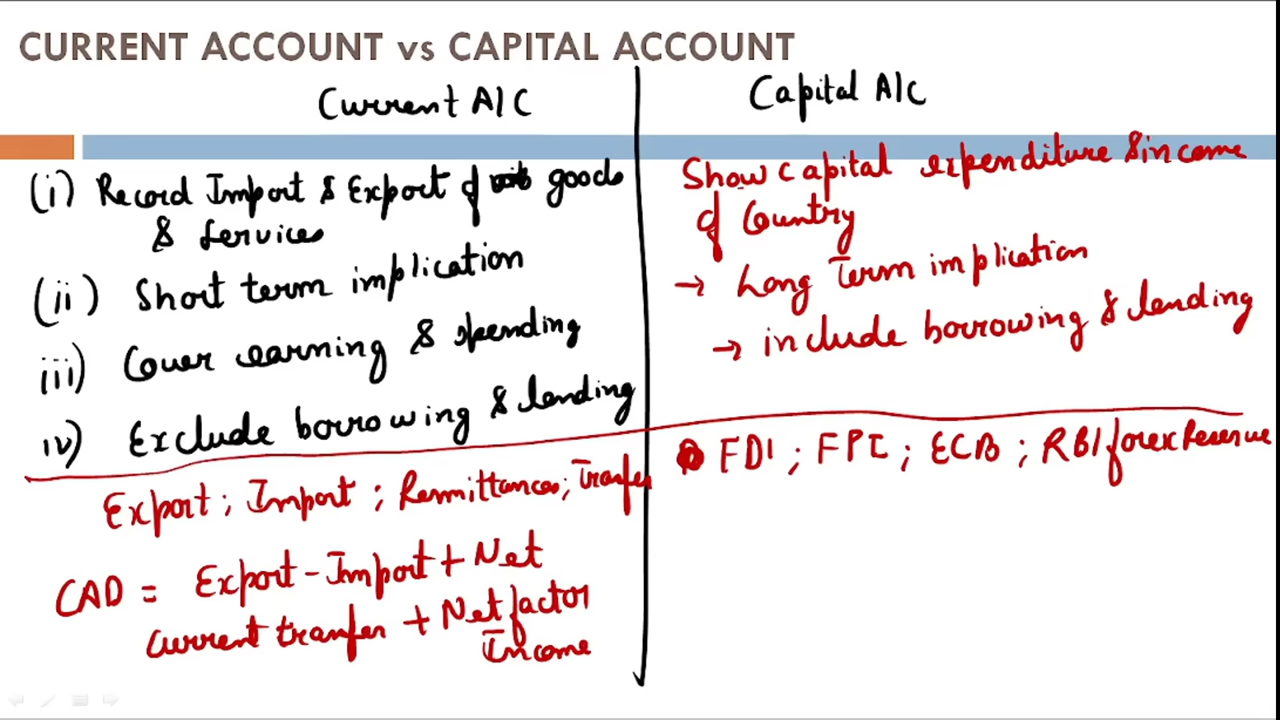 CURRENT ACCOUNT vs CAPITAL ACCOUNT
Current A/C
(i) Record Import & Export of goods
& Services
(ii) Short term implication
iii) Cover earning & spending
iv) Exclude borrowing & lending
Export; Import; Remittances; Transfer
CAD = Export - Import + Net
Current tranfer + Net factor
Income
Capital A/C
Show capital expenditure & income
of Country
→ Long Term implication
→ include borrowing & lending
FDI; FPI; ECB; RBI forex Reserve